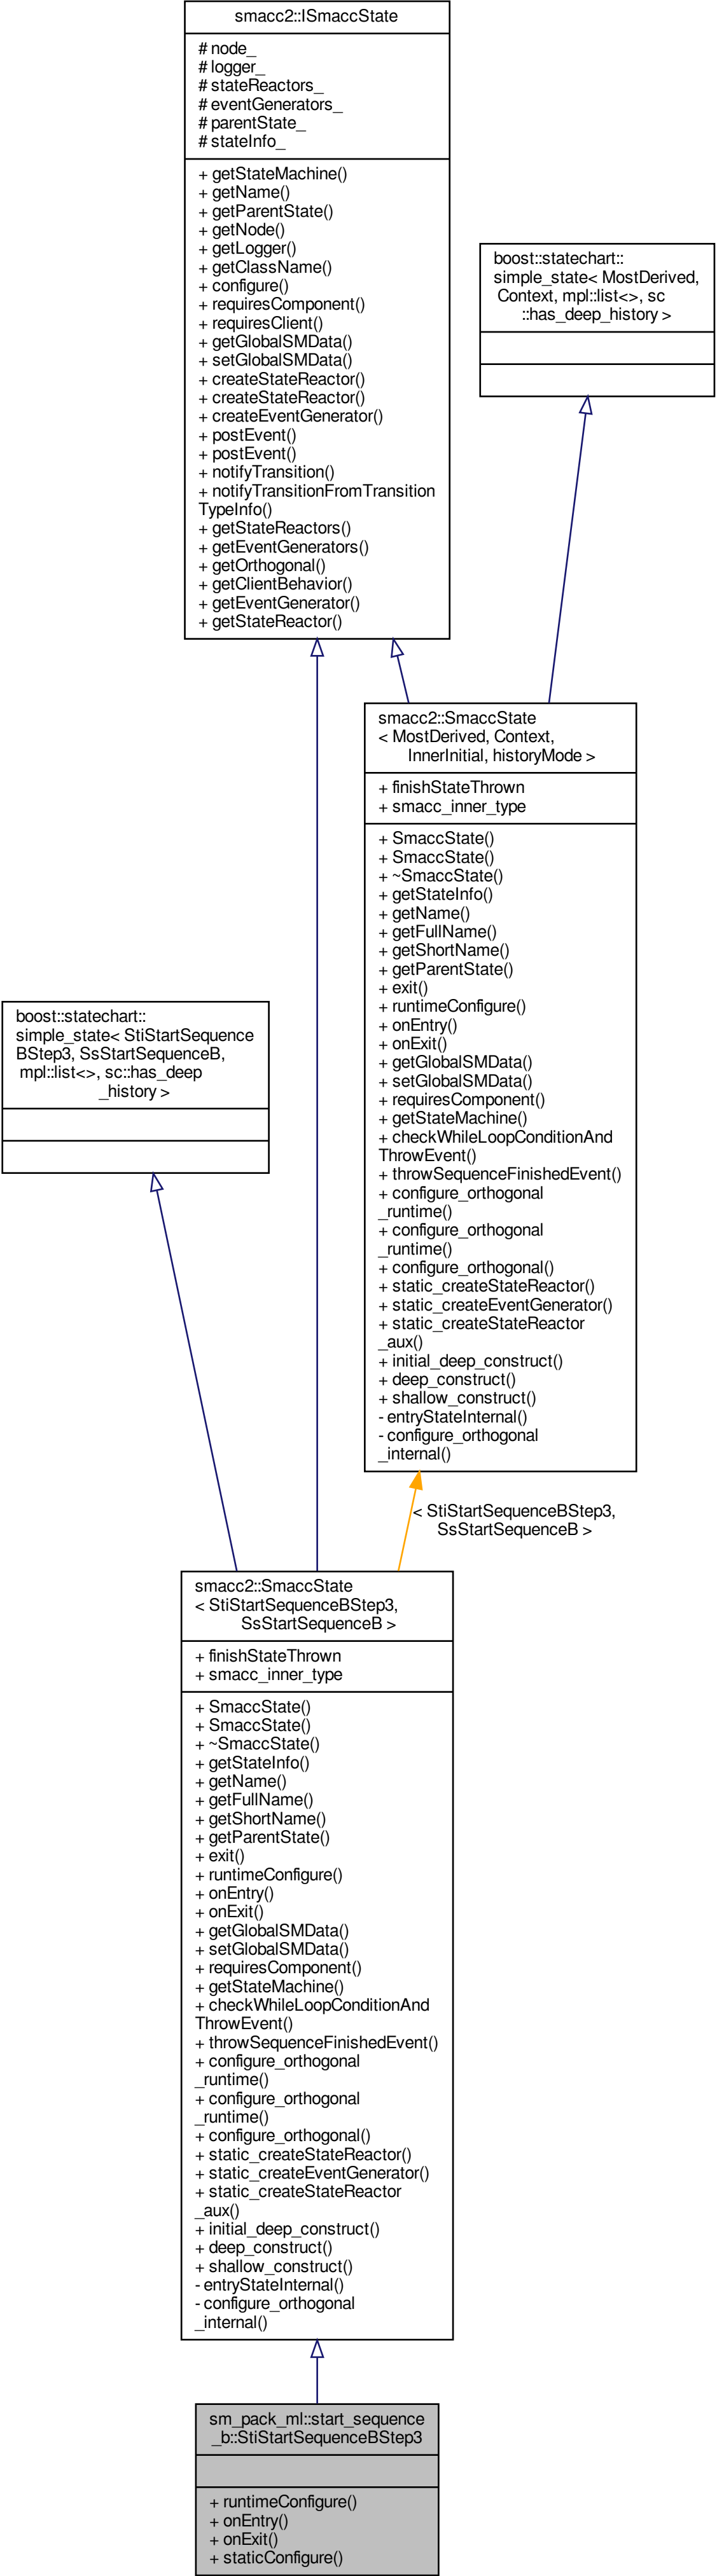 smacc2::ISmaccState
# node_
# logger_
# stateReactors_
# eventGenerators_
# parentState_
# stateInfo_
+ getStateMachine()
+ getName()
+ getParentState()
+ getNode()
+ getLogger()
+ getClassName()
+ configure()
+ requiresComponent()
+ requiresClient()
+ getGlobalSMData()
+ setGlobalSMData()
+ createStateReactor()
+ createStateReactor()
+ createEventGenerator()
+ postEvent()
+ postEvent()
+ notifyTransition()
+ notifyTransitionFromTransition
TypeInfo()
+ getStateReactors()
+ getEventGenerators()
+ getOrthogonal()
+ getClientBehavior()
+ getEventGenerator()
+ getStateReactor()
boost::statechart::
simple_state< MostDerived,
Context, mpl::list<>, sc
::has_deep_history >
smacc2::SmaccState
< MostDerived, Context,
InnerInitial, historyMode >
+ finishStateThrown
+ smacc_inner_type
+ SmaccState()
+ SmaccState()
+ ~SmaccState()
+ getStateInfo()
+ getName()
+ getFullName()
+ getShortName()
+ getParentState()
+ exit()
+ runtimeConfigure()
+ onEntry()
+ onExit()
+ getGlobalSMData()
+ setGlobalSMData()
+ requiresComponent()
+ getStateMachine()
+ checkWhileLoopConditionAnd
ThrowEvent()
+ throwSequenceFinishedEvent()
+ configure_orthogonal
_runtime()
+ configure_orthogonal
_runtime()
+ configure_orthogonal()
+ static_createStateReactor()
+ static_createEventGenerator()
+ static_createStateReactor
_aux()
+ initial_deep_construct()
+ deep_construct()
+ shallow_construct()
- entryStateInternal()
- configure_orthogonal
_internal()
boost::statechart::
simple_state< StiStartSequence
BStep3, SsStartSequenceB,
mpl::list<>, sc::has_deep
_history >
< StiStartSequenceBStep3,
SsStartSequenceB >
smacc2::SmaccState
< StiStartSequenceBStep3,
SsStartSequenceB >
+ finishStateThrown
+ smacc_inner_type
+ SmaccState()
+ SmaccState()
+ ~SmaccState()
+ getStateInfo()
+ getName()
+ getFullName()
+ getShortName()
+ getParentState()
+ exit()
+ runtimeConfigure()
+ onEntry()
+ onExit()
+ getGlobalSMData()
+ setGlobalSMData()
+ requiresComponent()
+ getStateMachine()
+ checkWhileLoopConditionAnd
ThrowEvent()
+ throwSequenceFinishedEvent()
+ configure_orthogonal
_runtime()
+ configure_orthogonal
_runtime()
+ configure_orthogonal()
+ static_createStateReactor()
+ static_createEventGenerator()
+ static_createStateReactor
_aux()
+ initial_deep_construct()
+ deep_construct()
+ shallow_construct()
- entryStateInternal()
- configure_orthogonal
_internal()
sm_pack_ml::start_sequence
_b::StiStartSequenceBStep3
+ runtimeConfigure()
+ onEntry()
+ onExit()
+ staticConfigure()